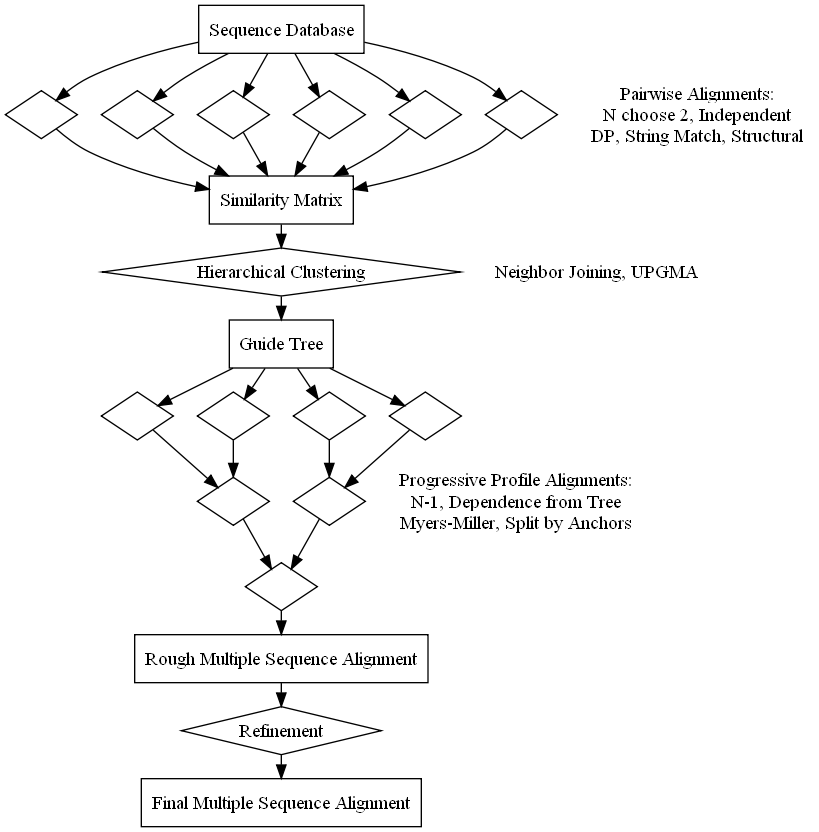 Sequence Database
Pairwise Alignments:
N choose 2, Independent
DP, String Match, Structural
Similarity Matrix
Hierarchical Clustering
Neighbor Joining, UPGMA
Guide Tree
Progressive Profile Alignments:
N-1, Dependence from Tree
Myers-Miller, Split by Anchors
Rough Multiple Sequence Alignment
Refinement
Final Multiple Sequence Alignment